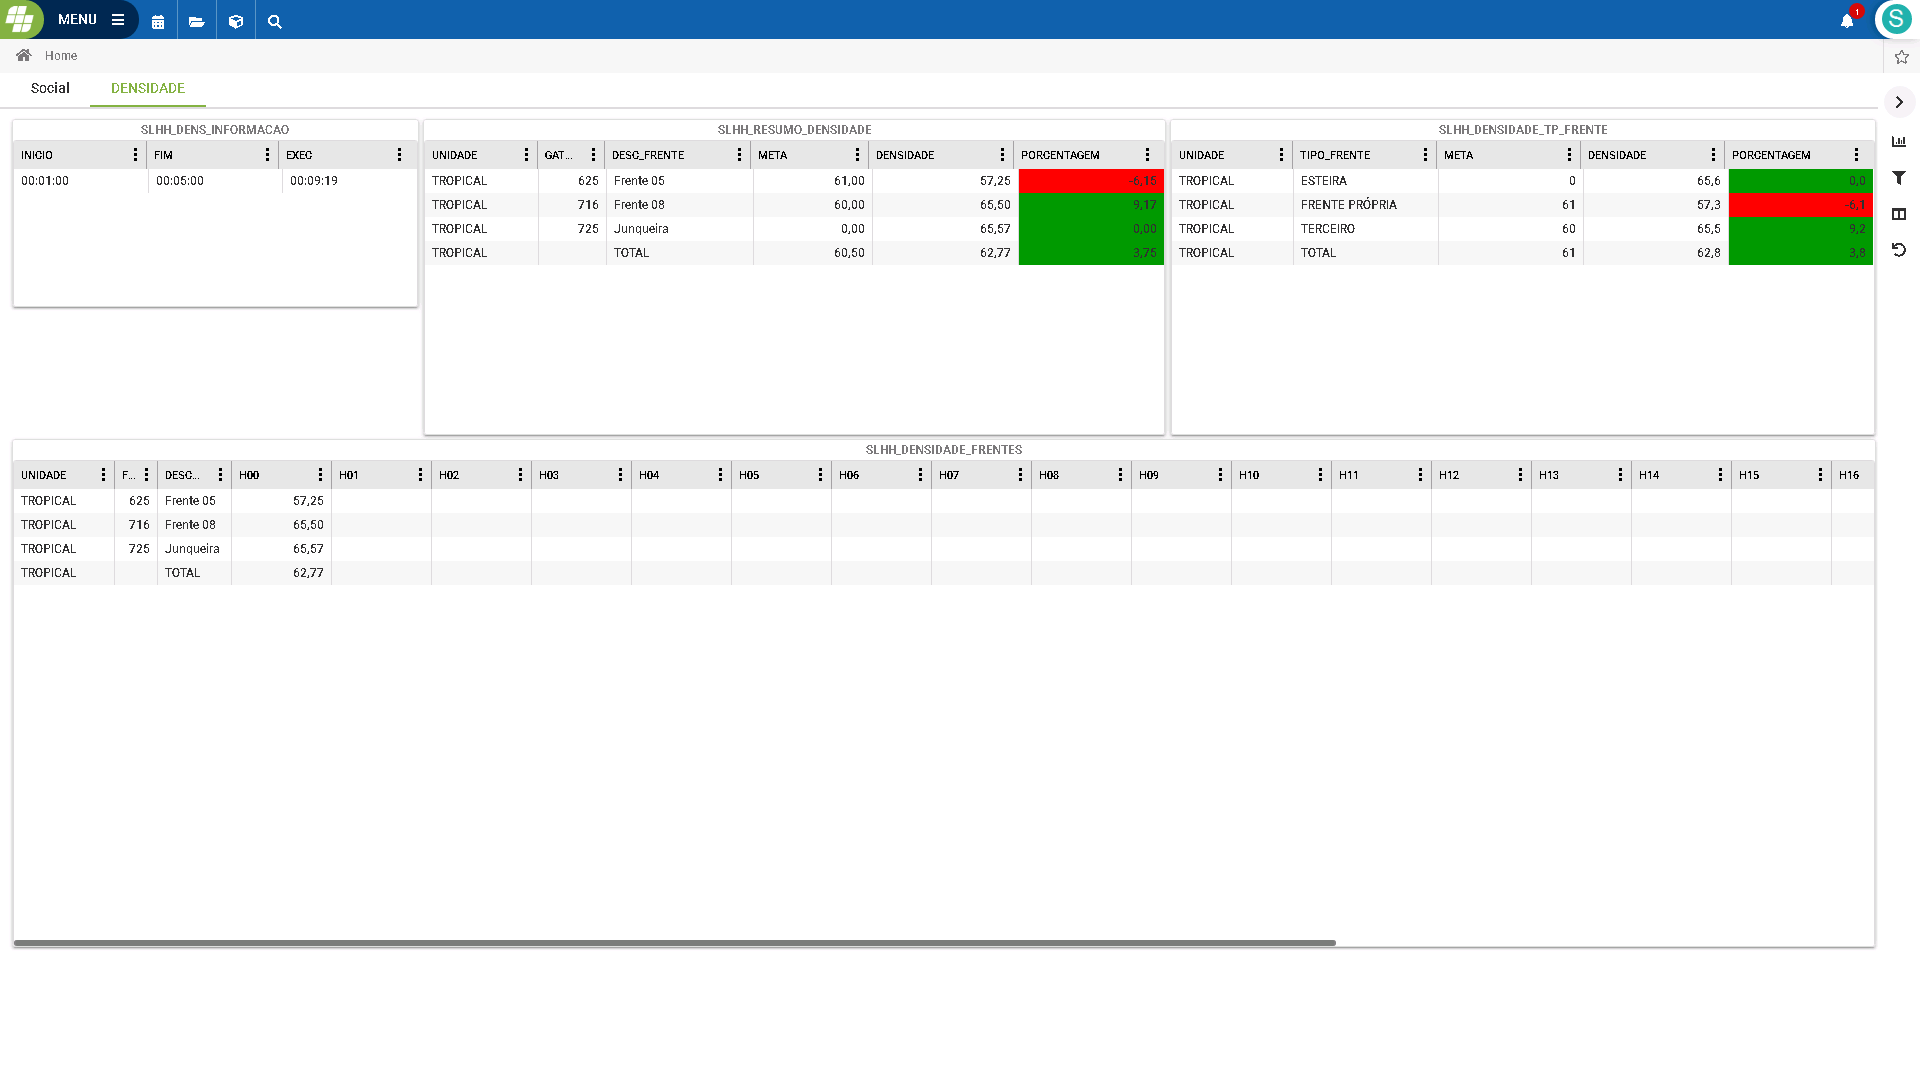 MENU
1
S
Home
Social DENSIDADE
SLHH_DENS_INFORMACAO
INICIO FIM EXEC
00:01:00 00:05:00 00:09:19
SLHH_RESUMO_DENSIDADE
UNIDADE GAT... DESC_FRENTE META DENSIDADE PORCENTAGEM
TROPICAL 625 Frente 05 61,00 57,25 -6,15
TROPICAL 716 Frente 08 60,00 65,50 9,17
TROPICAL 725 Junqueira 0,00 65,57 0,00
TROPICAL TOTAL 60,50 62,77 3,75
SLHH_DENSIDADE_TP_FRENTE
UNIDADE TIPO_FRENTE META DENSIDADE PORCENTAGEM
TROPICAL ESTEIRA 0 65,6 0,0
TROPICAL FRENTE PRÓPRIA 61 57,3 -6,1
TROPICAL TERCEIRO 60 65,5 9,2
TROPICAL TOTAL 61 62,8 3,8
SLHH_DENSIDADE_FRENTES
UNIDADE F... DESC... H00 H01 H02 H03 H04 H05 H06 H07 H08 H09 H10 H11 H12 H13 H14 H15 H16
TROPICAL 625 Frente 05 57,25
TROPICAL 716 Frente 08 65,50
TROPICAL 725 Junqueira 65,57
TROPICAL TOTAL 62,77